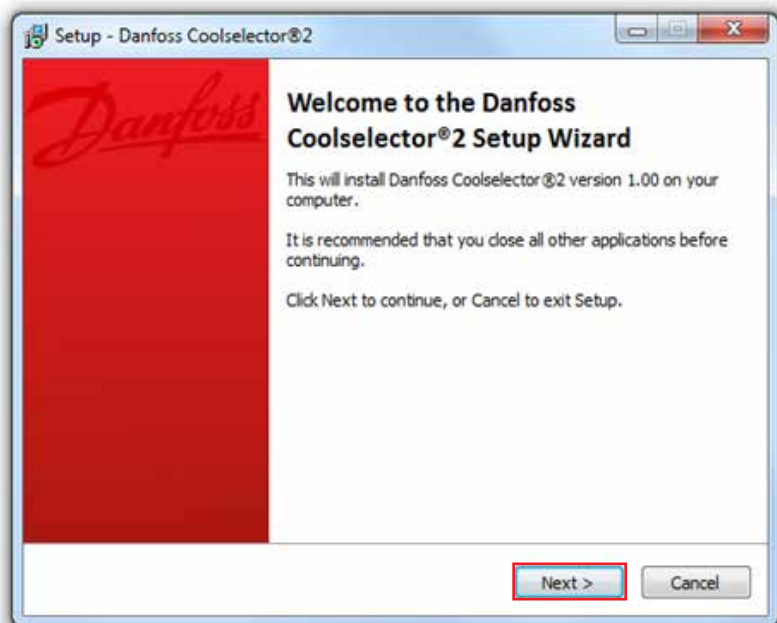 Setup - Danfoss Coolselector®2
Danfoss
Welcome to the Danfoss
Coolselector®2 Setup Wizard
This will install Danfoss Coolselector®2 version 1.00 on your
computer.
It is recommended that you close all other applications before
continuing.
Click Next to continue, or Cancel to exit Setup.
Next >
Cancel